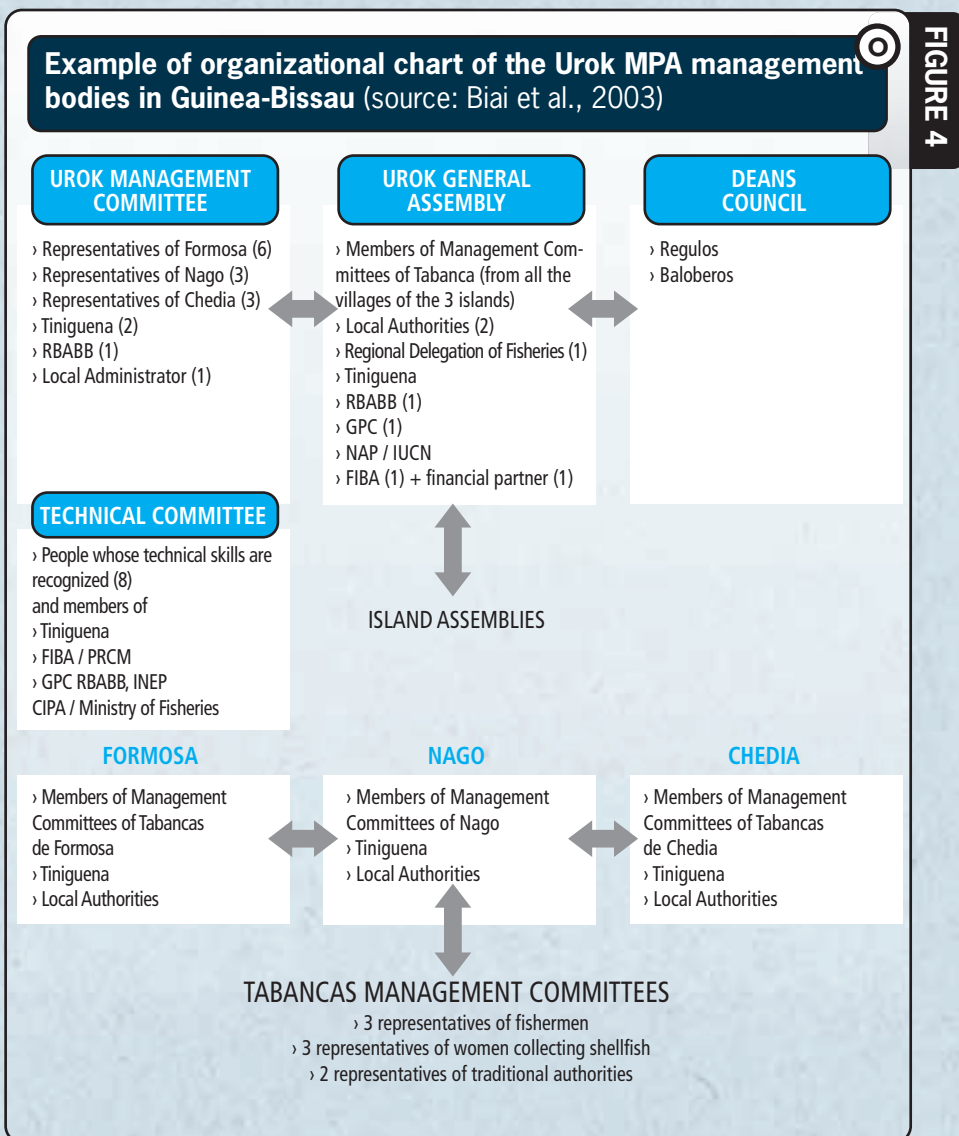 FIGURE 4
O
Example of organizational chart of the Urok MPA management
bodies in Guinea-Bissau (source: Biai et al., 2003)
UROK MANAGEMENT
COMMITTEE
› Representatives of Formosa (6)
› Representatives of Nago (3)
› Representatives of Chedia (3)
› Tiniguena (2)
› RBABB (1)
› Local Administrator (1)
UROK GENERAL
ASSEMBLY
› Members of Management Com-
mittees of Tabanca (from all the
villages of the 3 islands)
› Local Authorities (2)
› Regional Delegation of Fisheries (1)
› Tiniguena
› RBABB (1)
› GPC (1)
› NAP / IUCN
› FIBA (1) + financial partner (1)
DEANS
COUNCIL
› Regulos
› Baloberos
TECHNICAL COMMITTEE
› People whose technical skills are
recognized (8)
and members of
› Tiniguena
› FIBA / PRCM
› GPC RBABB, INEP
CIPA / Ministry of Fisheries
ISLAND ASSEMBLIES
FORMOSA
› Members of Management
Committees of Tabancas
de Formosa
› Tiniguena
› Local Authorities
NAGO
› Members of Management
Committees of Nago
› Tiniguena
› Local Authorities
CHEDIA
› Members of Management
Committees of Tabancas
de Chedia
› Tiniguena
› Local Authorities
TABANCAS MANAGEMENT COMMITTEES
› 3 representatives of fishermen
› 3 representatives of women collecting shellfish
› 2 representatives of traditional authorities